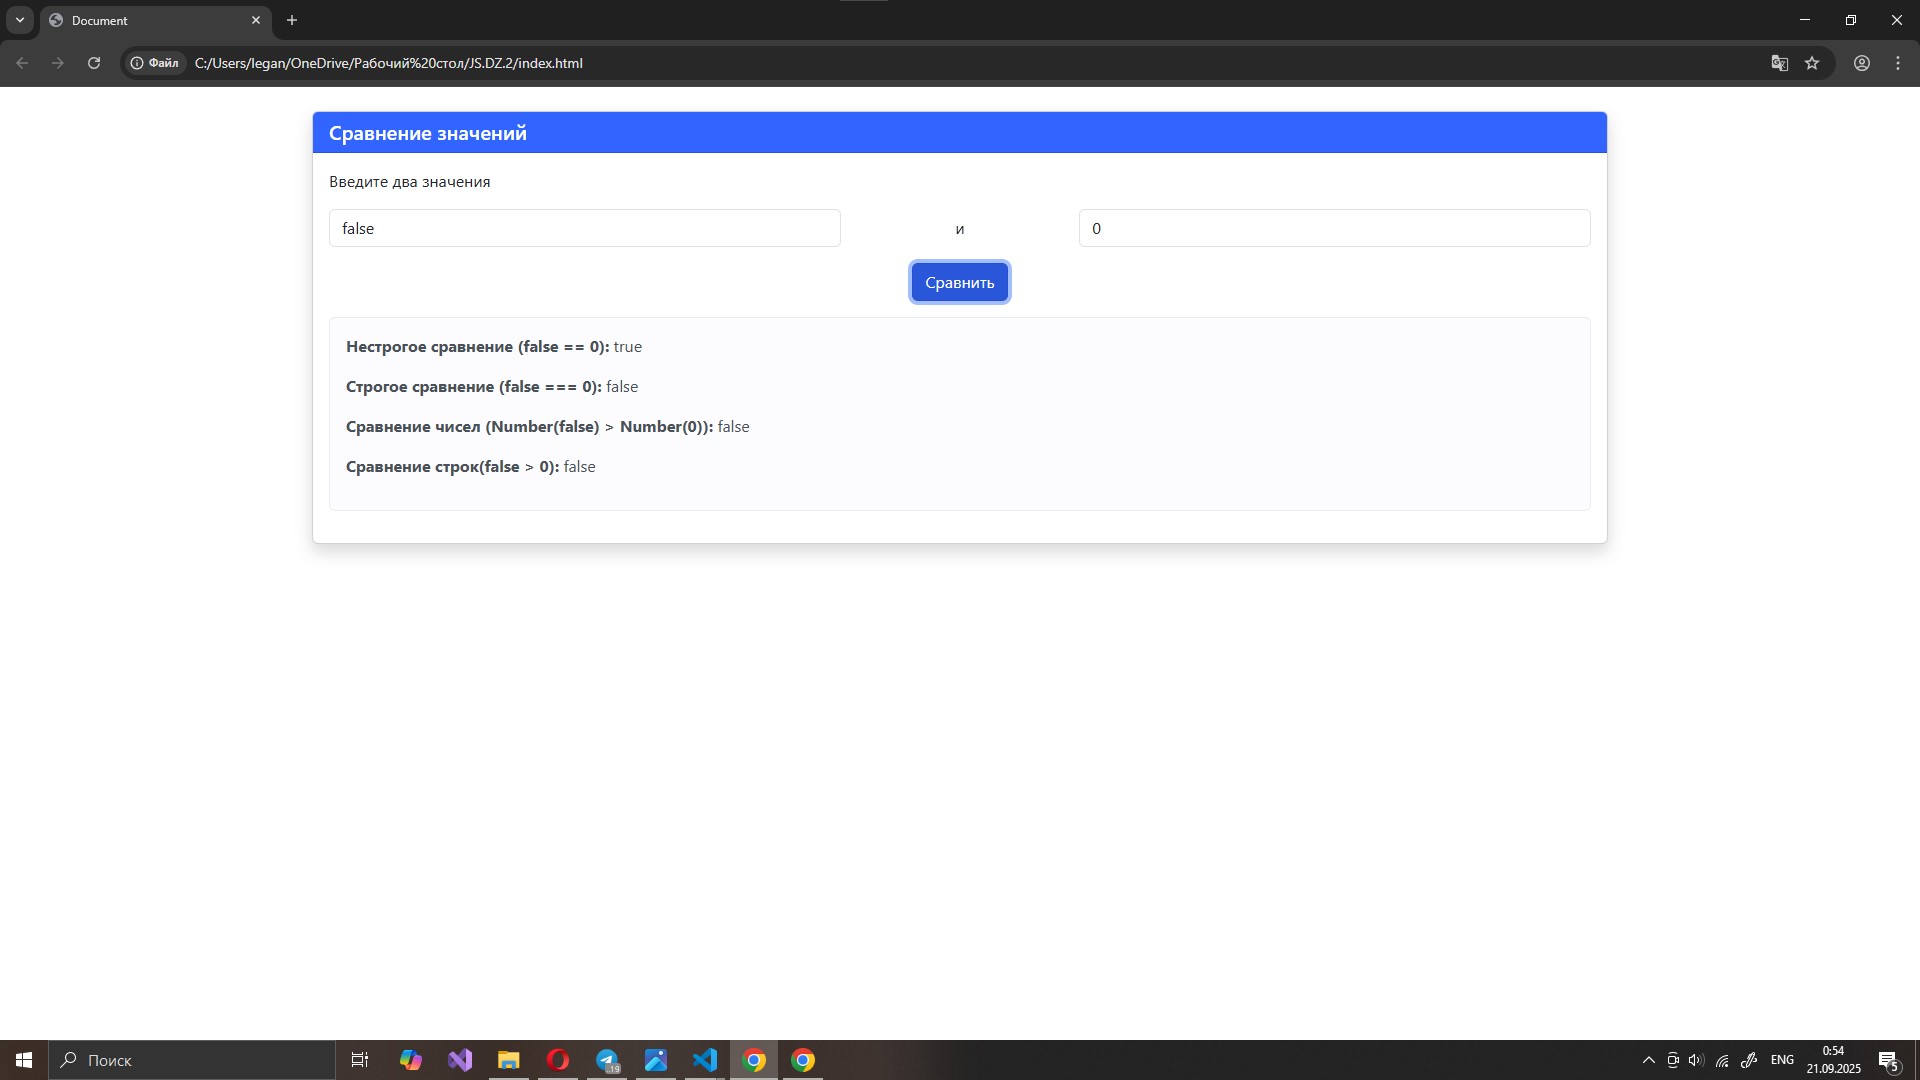 Document
Файл
C:/Users/legan/OneDrive/Рабочий%20стол/JS.DZ.2/index.html
Сравнение значений
Введите два значения
false и 0
Сравнить
Нестрогое сравнение (false == 0): true
Строгое сравнение (false === 0): false
Сравнение чисел (Number(false) > Number(0)): false
Сравнение строк(false > 0): false
Поиск
..19
ENG
0:54
21.09.2025
5